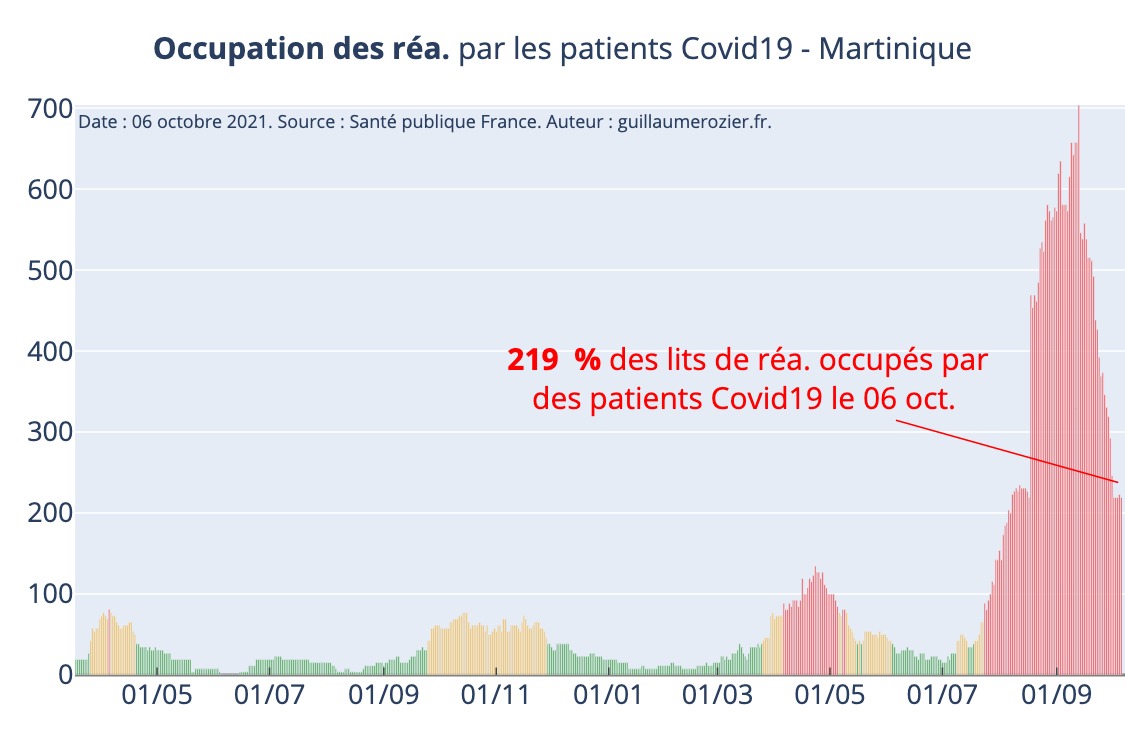 Occupation des réa. par les patients Covid19 - Martinique
700
Date : 06 octobre 2021. Source : Santé publique France. Auteur : guillaumerozier.fr.
600
500
400
219 % des lits de réa. occupés par
des patients Covid19 le 06 oct.
300
200
100
0
01/05 01/07 01/09 01/11 01/01 01/03 01/05 01/07 01/09